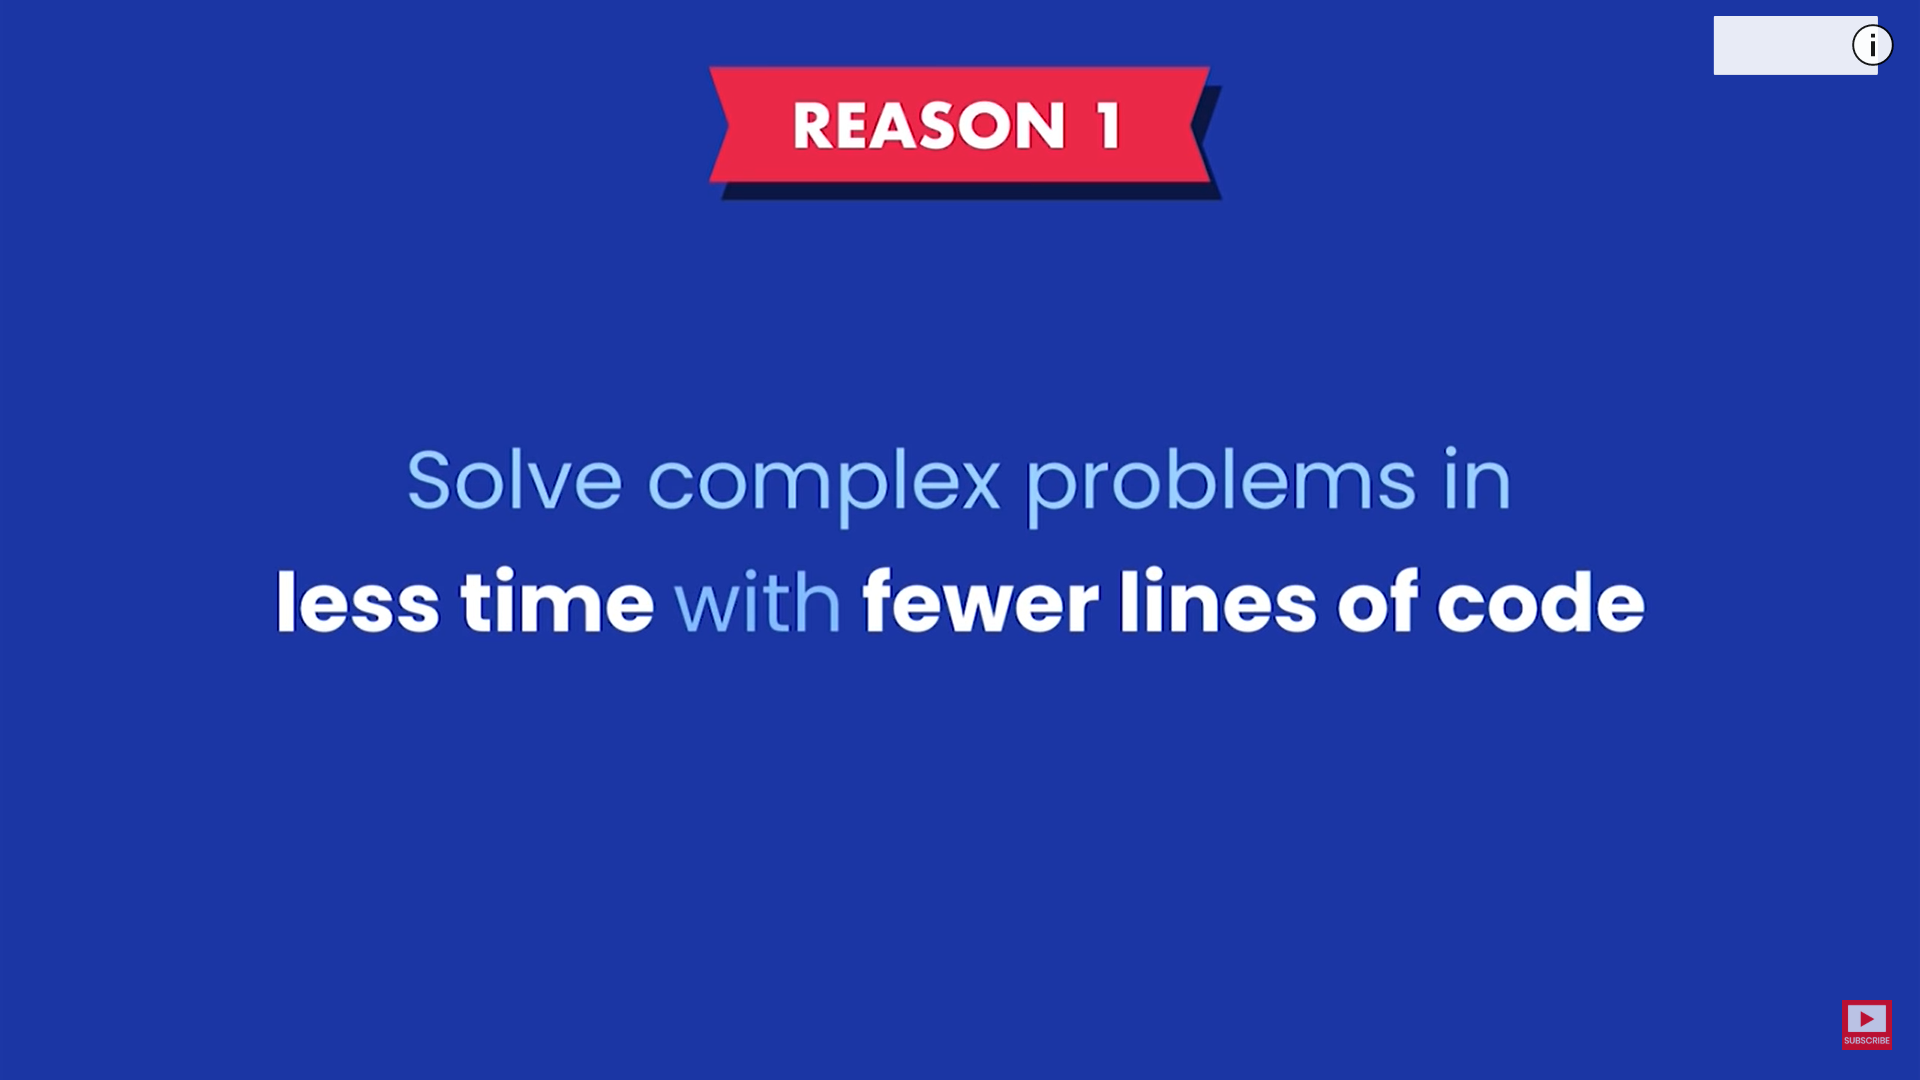 REASON 1
Solve complex problems in
less time with fewer lines of code
SUBSCRIBE